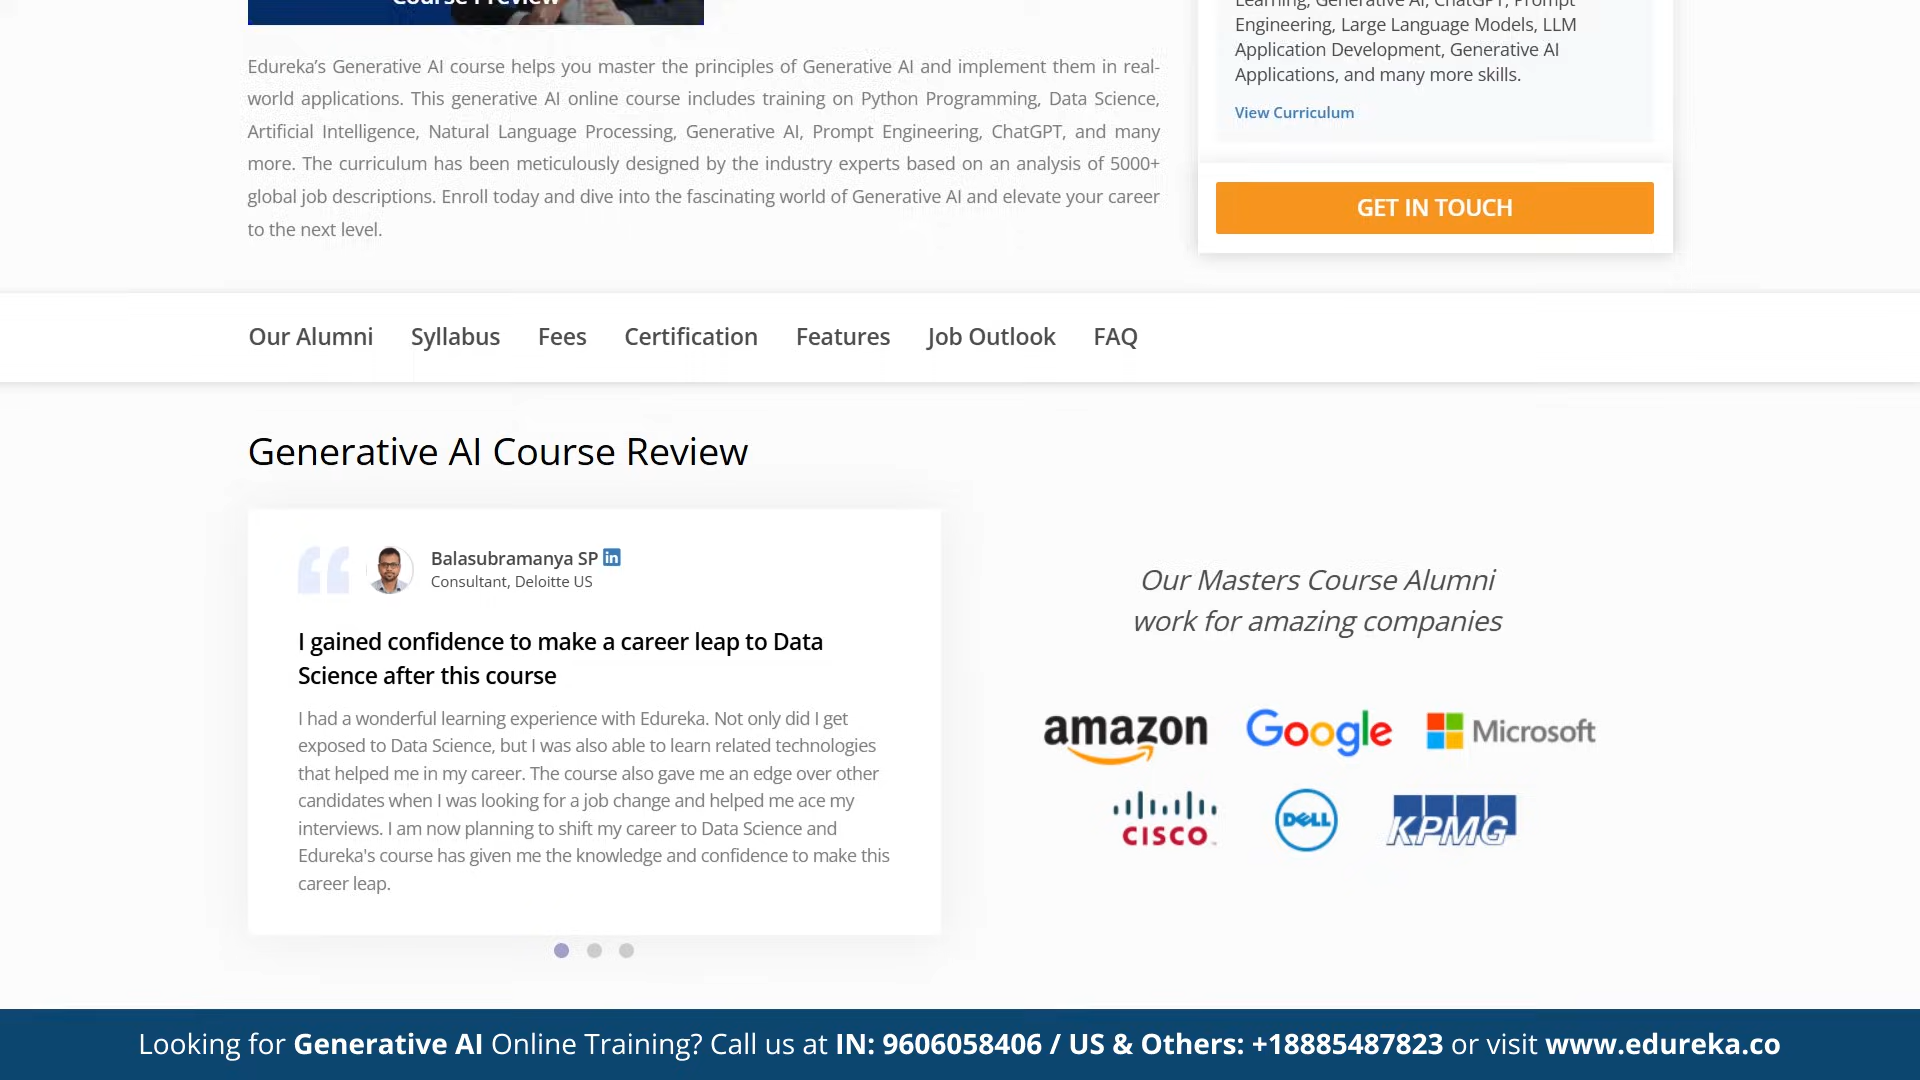 Course Preview
Edureka’s Generative AI course helps you master the principles of Generative AI and implement them in real-
world applications. This generative AI online course includes training on Python Programming, Data Science,
Artificial Intelligence, Natural Language Processing, Generative AI, Prompt Engineering, ChatGPT, and many
more. The curriculum has been meticulously designed by the industry experts based on an analysis of 5000+
global job descriptions. Enroll today and dive into the fascinating world of Generative AI and elevate your career
to the next level.
Learning, Generative AI, ChatGPT, Prompt
Engineering, Large Language Models, LLM
Application Development, Generative AI
Applications, and many more skills.
View Curriculum
GET IN TOUCH
Our Alumni Syllabus Fees Certification Features Job Outlook FAQ
Generative AI Course Review
Balasubramanya SP in
Consultant, Deloitte US
I gained confidence to make a career leap to Data
Science after this course
I had a wonderful learning experience with Edureka. Not only did I get
exposed to Data Science, but I was also able to learn related technologies
that helped me in my career. The course also gave me an edge over other
candidates when I was looking for a job change and helped me ace my
interviews. I am now planning to shift my career to Data Science and
Edureka's course has given me the knowledge and confidence to make this
career leap.
Our Masters Course Alumni
work for amazing companies
amazon Google Microsoft
CISCO DELL KPMG
Looking for Generative AI Online Training? Call us at IN: 9606058406 / US & Others: +18885487823 or visit www.edureka.co